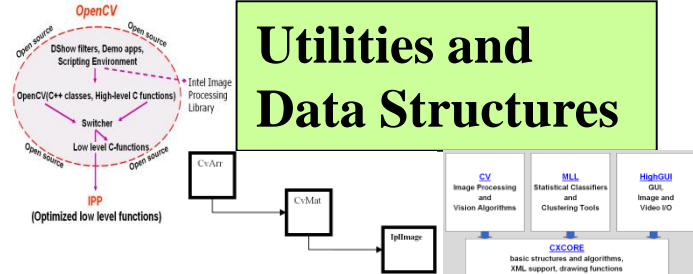 OpenCV
Open source
Open source
DShow filters, Demo apps,
Scripting Environment
Intel Image
Processing
Library
OpenCV(C++ classes, High-level C functions)
Switcher
Low level C-functions
Open source
Open source
IPP
(Optimized low level functions)
Utilities and
Data Structures
CvArr
CvMat
IplImage
CV
Image Processing
and
Vision Algorithms
MLL
Statistical Classifiers
and
Clustering Tools
HighGUI
GUI,
Image and
Video I/O
CXCORE
basic structures and algorithms,
XML support, drawing functions